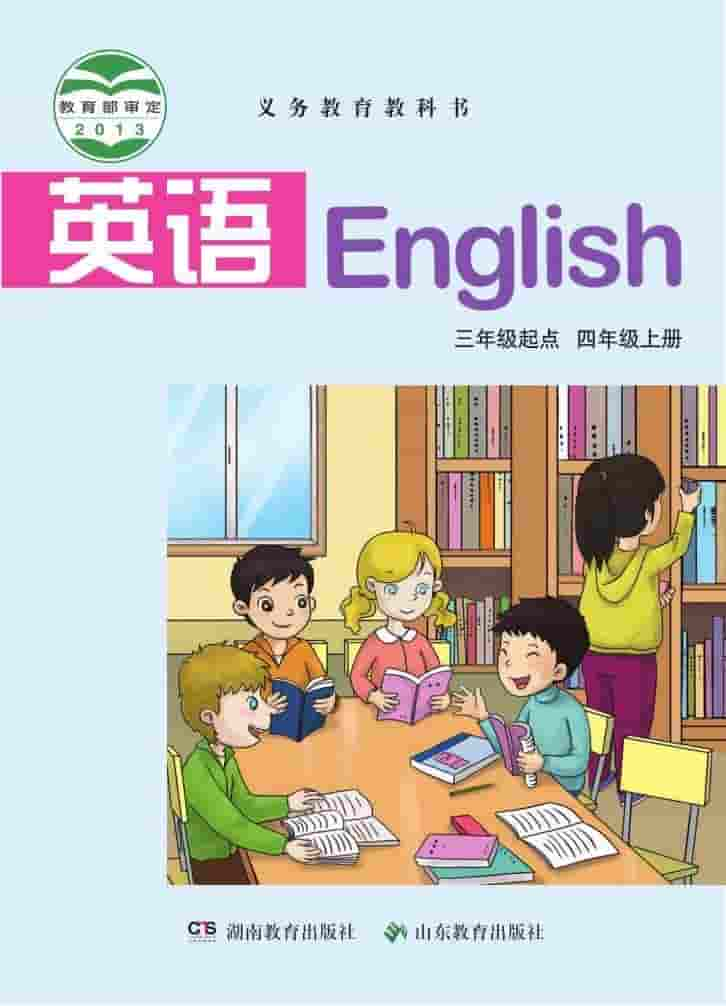 教育部审定
2013
义务教育教科书
英语 English
三年级起点 四年级上册
湖南教育出版社 山东教育出版社